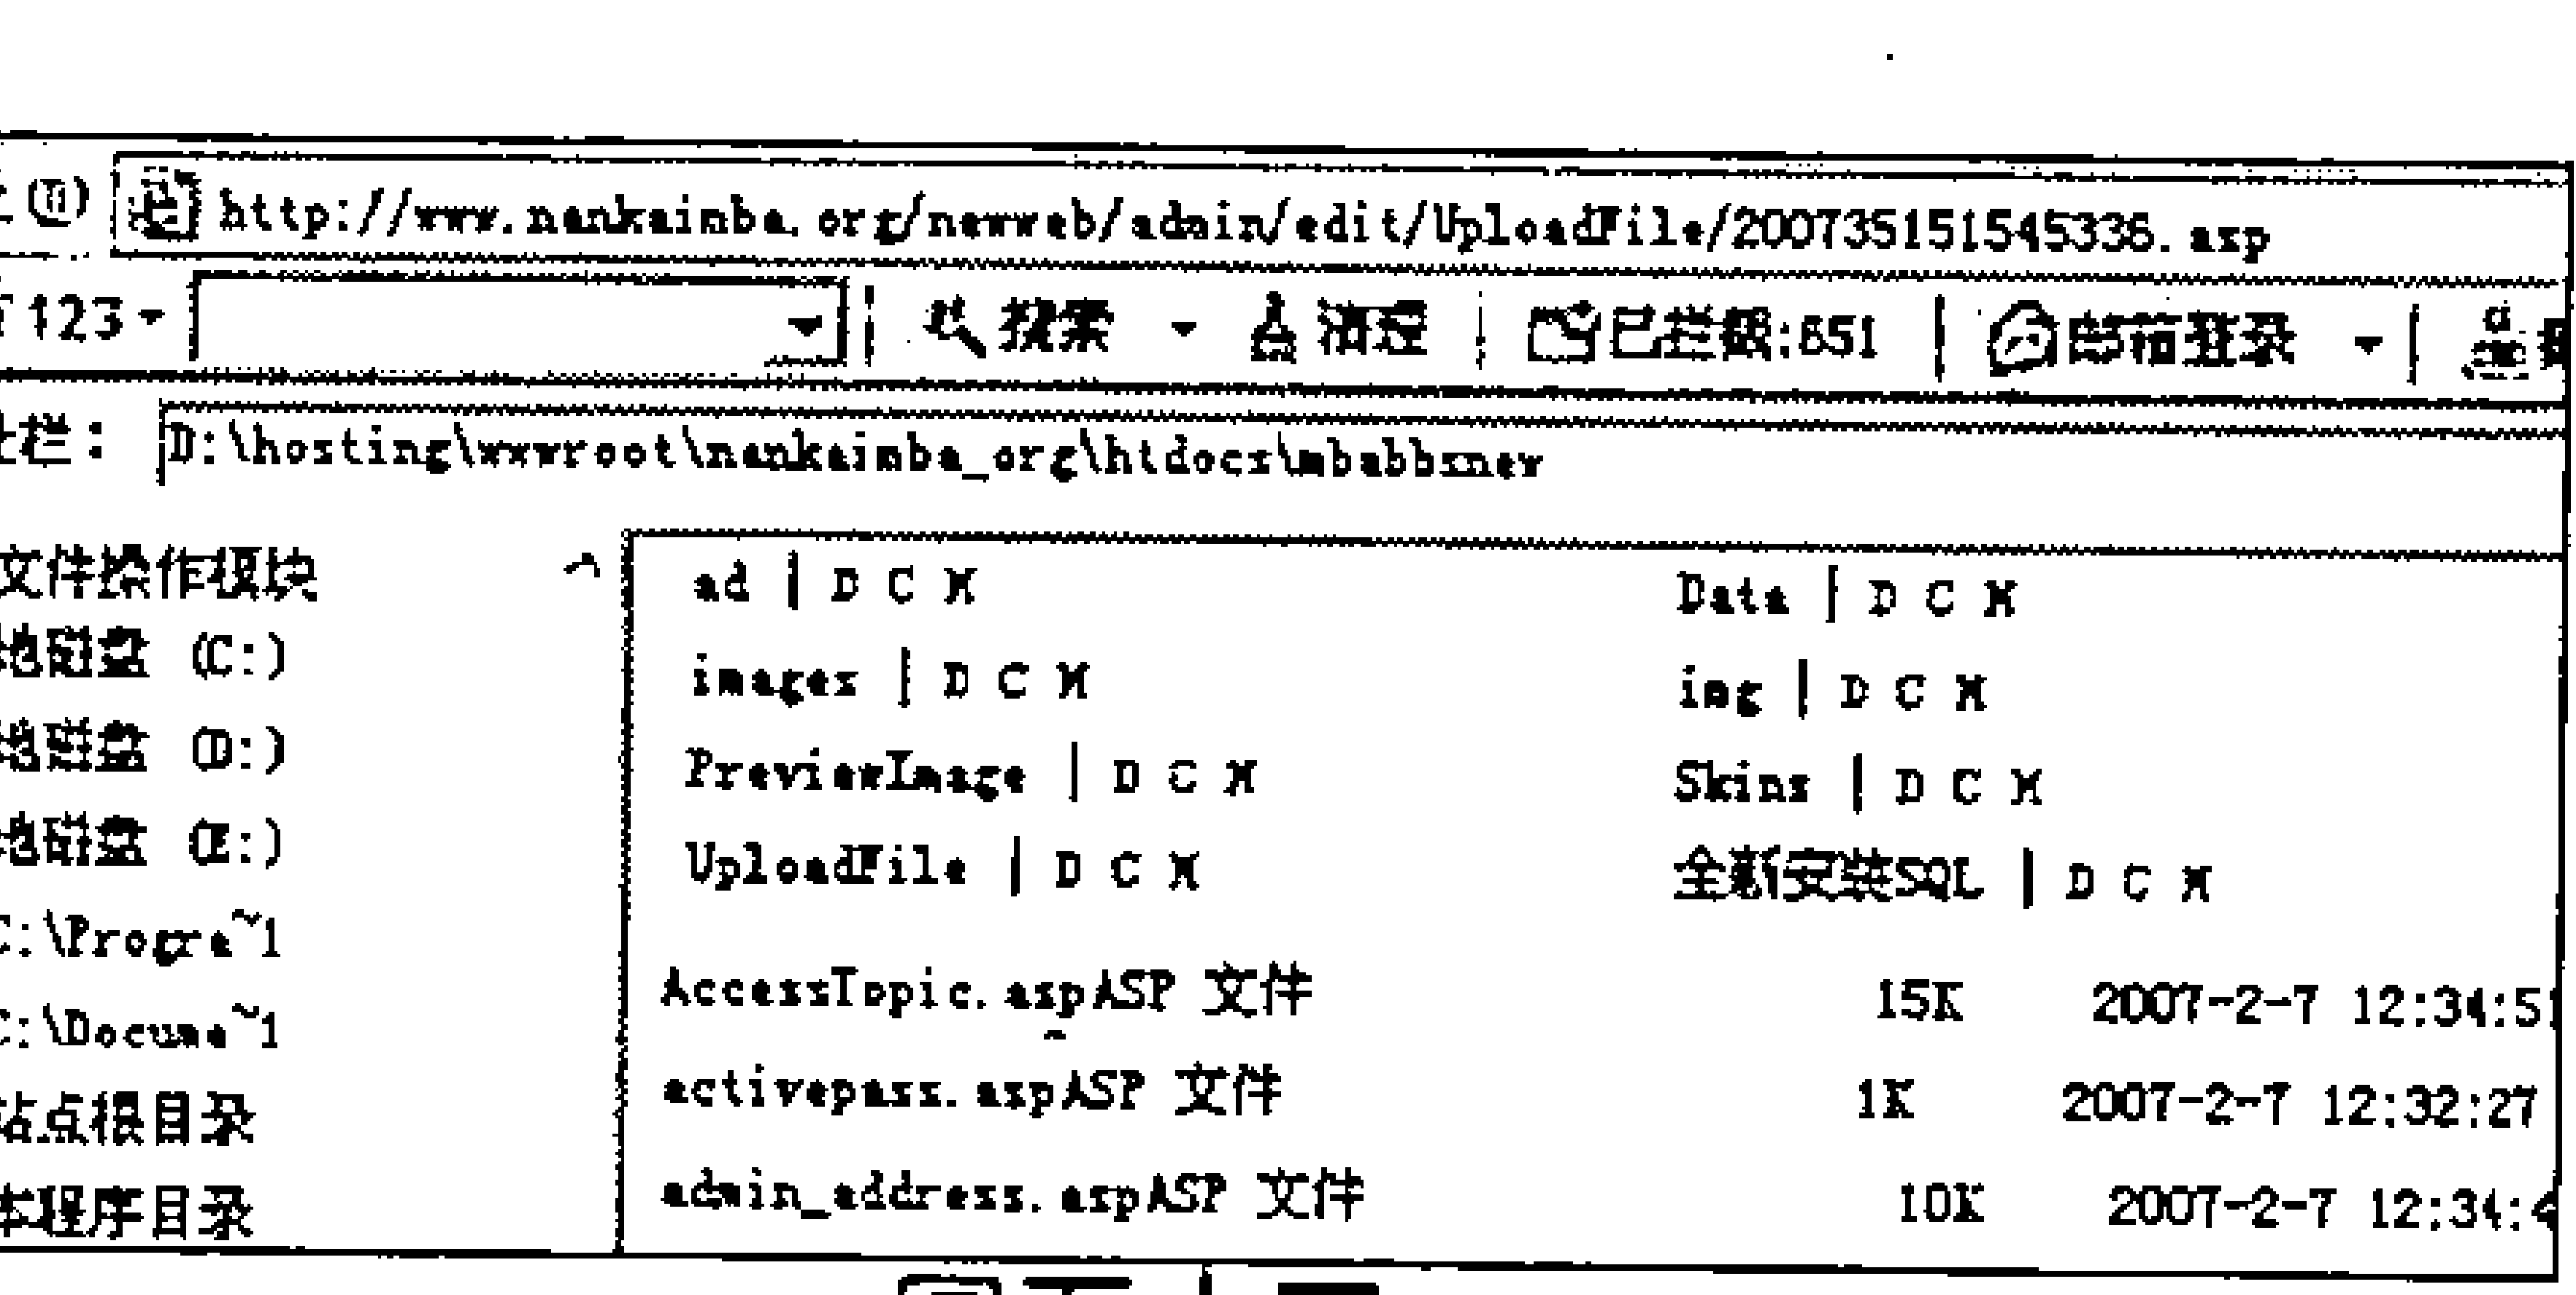 (D) http://www.nankaimba.org/newweb/admin/edit/UploadFile/200735151545336.asp
123 搜索 清空 已拦截:651 邮箱登录
址栏: D:\hosting\wwwroot\nankaimba_org\htdocs\mbabbsnew
文件操作模块
ad | D C M Data | D C M
地磁盘 (C:)
images | D C M img | D C M
地磁盘 (D:)
PreviewImage | D C M Skins | D C M
地磁盘 (E:)
UploadFile | D C M 全新安装SQL | D C M
C:\Progra~1
AccessTopic.aspASP 文件 15K 2007-2-7 12:34:51
C:\Docume~1
activepass.aspASP 文件 1K 2007-2-7 12:32:27
站点根目录
admin_address.aspASP 文件 10K 2007-2-7 12:34:4
本程序目录